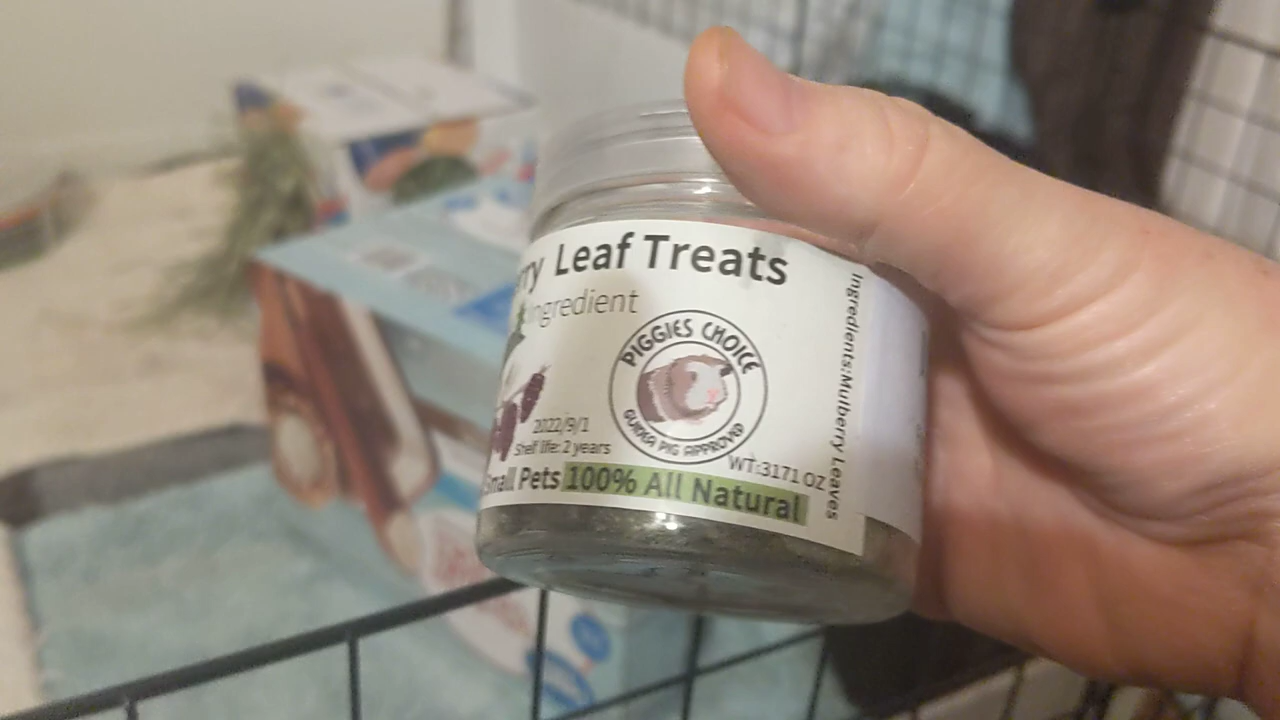 rry Leaf Treats
Ingredient
PIGGIES CHOICE
GUINEA PIG APPROVED
2022/9/1
Shelf life: 2 years
WT:3171 OZ
Small Pets 100% All Natural
Ingredients:Mulberry Leaves